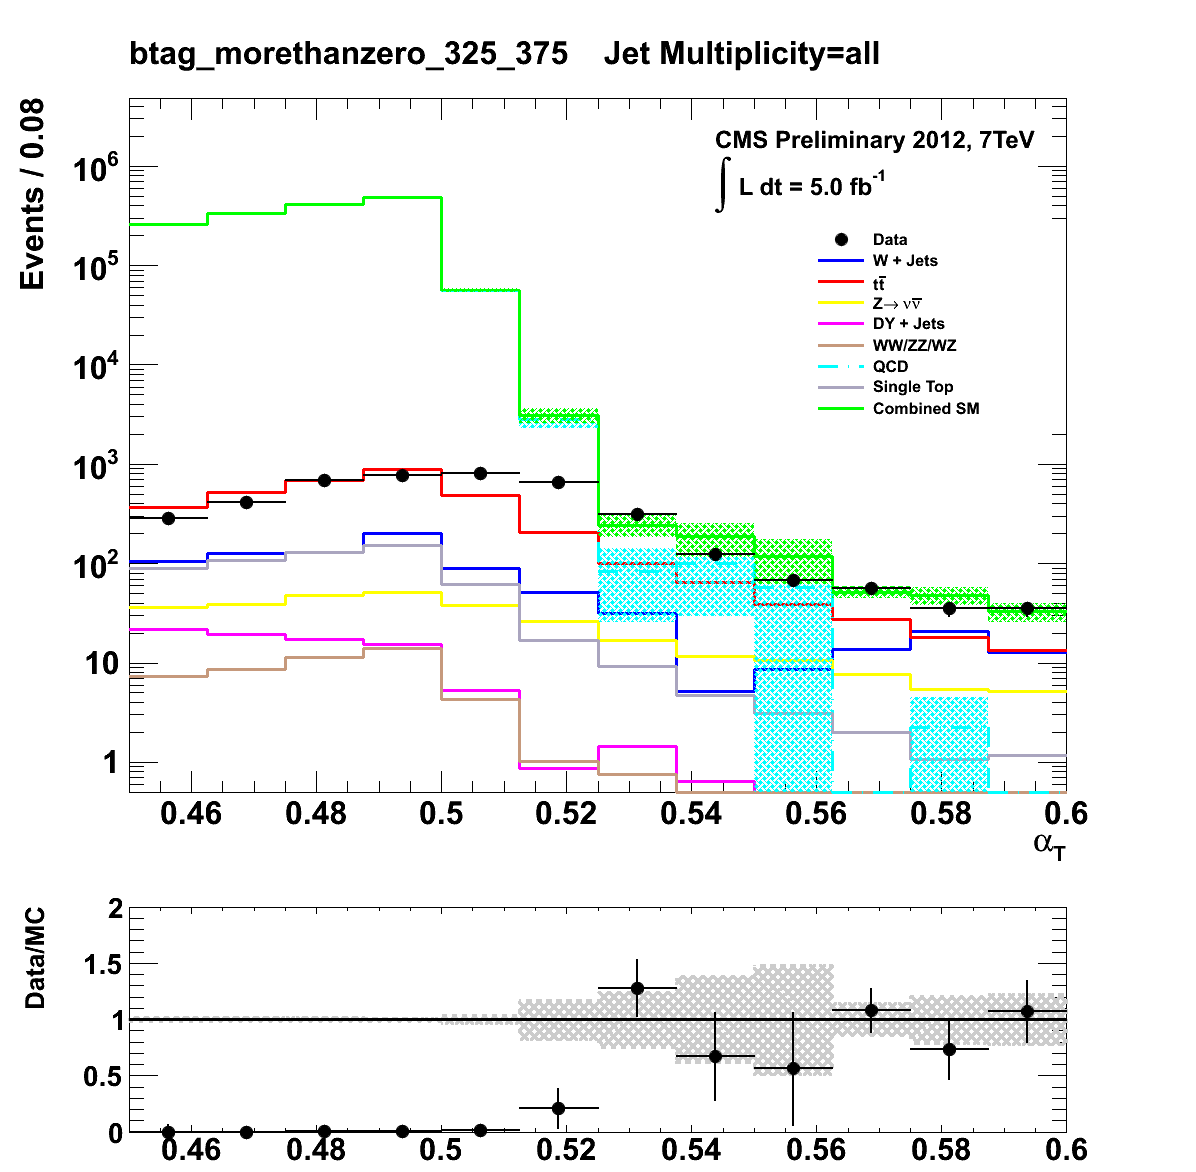 btag_morethanzero_325_375 Jet Multiplicity=all
Events / 0.08
10⁶
10⁵
10⁴
10³
10²
10
1
CMS Preliminary 2012, 7TeV
∫ L dt = 5.0 fb⁻¹
Data
W + Jets
tt̅
Z→ νν̅
DY + Jets
WW/ZZ/WZ
QCD
Single Top
Combined SM
0.46 0.48 0.5 0.52 0.54 0.56 0.58 0.6
α_T
Data/MC
2
1.5
1
0.5
0
0.46 0.48 0.5 0.52 0.54 0.56 0.58 0.6